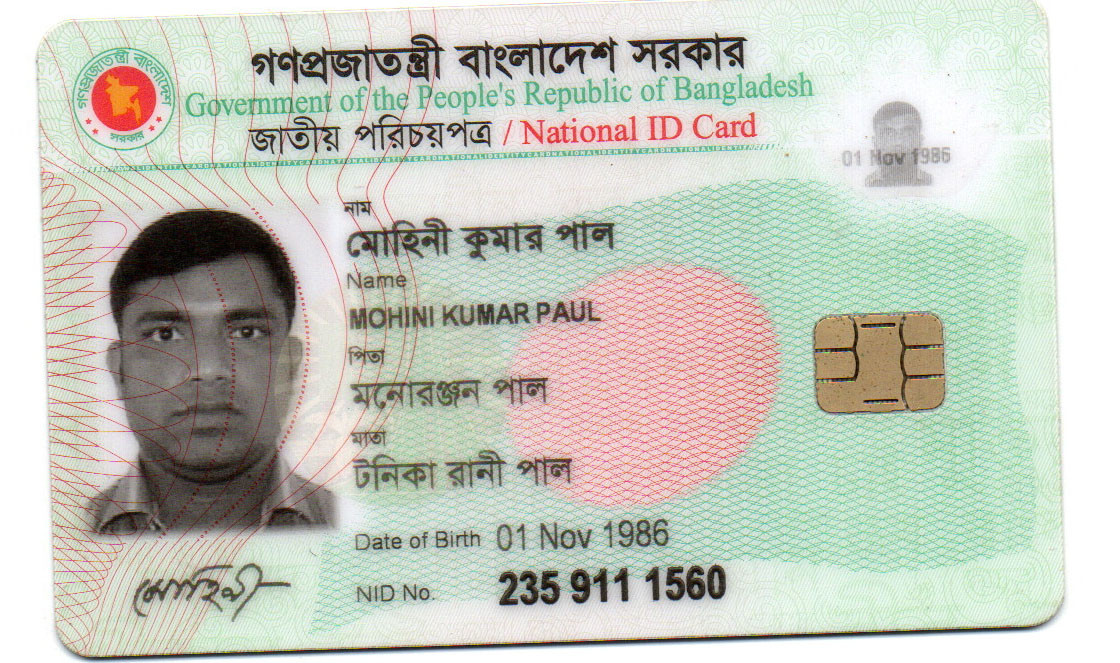 গণপ্রজাতন্ত্রী বাংলাদেশ সরকার
Government of the People's Republic of Bangladesh
জাতীয় পরিচয়পত্র / National ID Card
গণপ্রজাতন্ত্রী বাংলাদেশ
সরকার
01 Nov 1986
নাম
মোহিনী কুমার পাল
Name
MOHINI KUMAR PAUL
পিতা
মনোরঞ্জন পাল
মাতা
টনিকা রানী পাল
Date of Birth 01 Nov 1986
NID No. 235 911 1560
মোহিনী